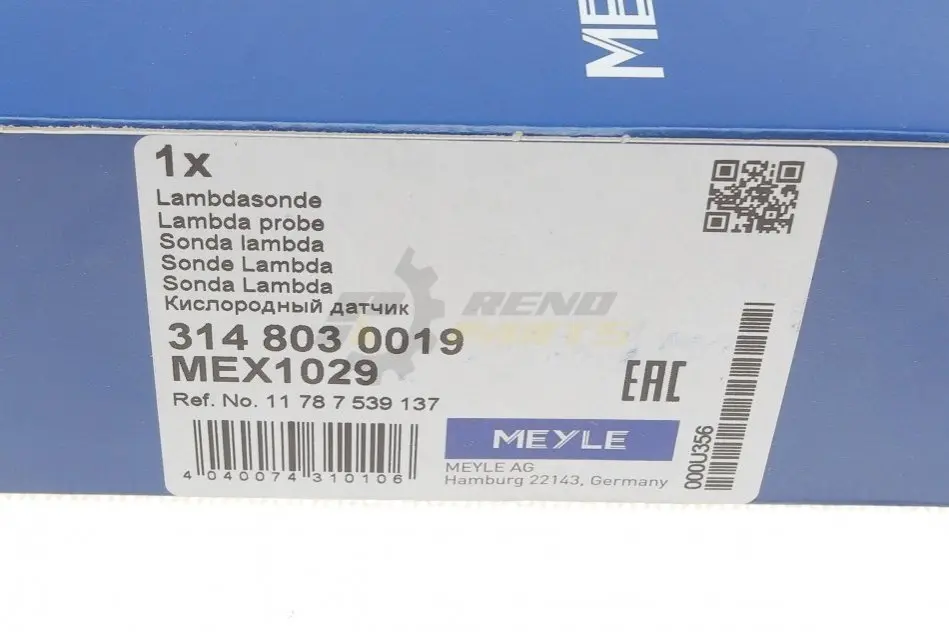 ME
1x
Lambdasonde
Lambda probe
Sonda lambda
Sonde Lambda
Sonda Lambda
Кислородный датчик
RENO
PARTS
314 803 0019
MEX1029
EAC
Ref. No. 11 78 7 539 137
MEYLE
MEYLE AG
Hamburg 22143, Germany
4 040074 310106
000U356